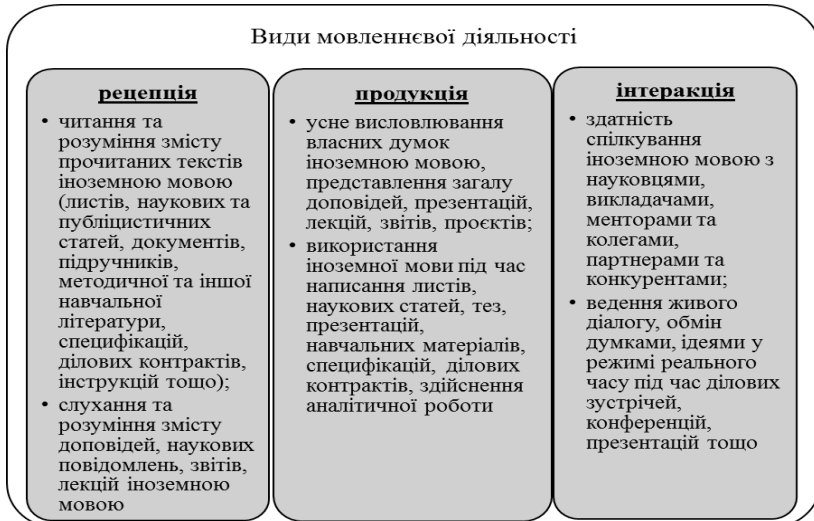 Види мовленнєвої діяльності
рецепція
• читання та
розуміння змісту
прочитаних текстів
іноземною мовою
(листів, наукових та
публіцистичних
статей, документів,
підручників,
методичної та іншої
навчальної
літератури,
специфікацій,
ділових контрактів,
інструкцій тощо);
• слухання та
розуміння змісту
доповідей, наукових
повідомлень, звітів,
лекцій іноземною
мовою
продукція
• усне висловлювання
власних думок
іноземною мовою,
представлення загалу
доповідей, презентацій,
лекцій, звітів, проєктів;
• використання
іноземної мови під час
написання листів,
наукових статей, тез,
презентацій,
навчальних матеріалів,
специфікацій, ділових
контрактів, здійснення
аналітичної роботи
інтеракція
• здатність
спілкування
іноземною мовою з
науковцями,
викладачами,
менторами та
колегами,
партнерами та
конкурентами;
• ведення живого
діалогу, обмін
думками, ідеями у
режимі реального
часу під час ділових
зустрічей,
конференцій,
презентацій тощо